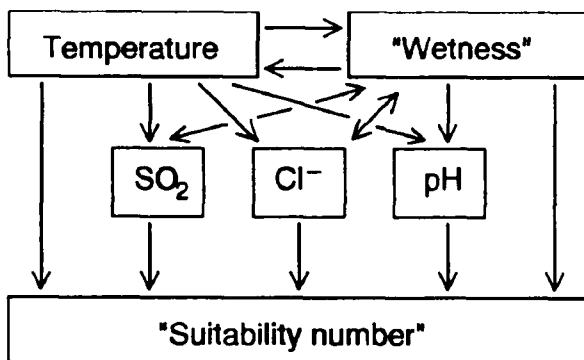 Temperature
"Wetness"
SO₂
Cl⁻
pH
"Suitability number"